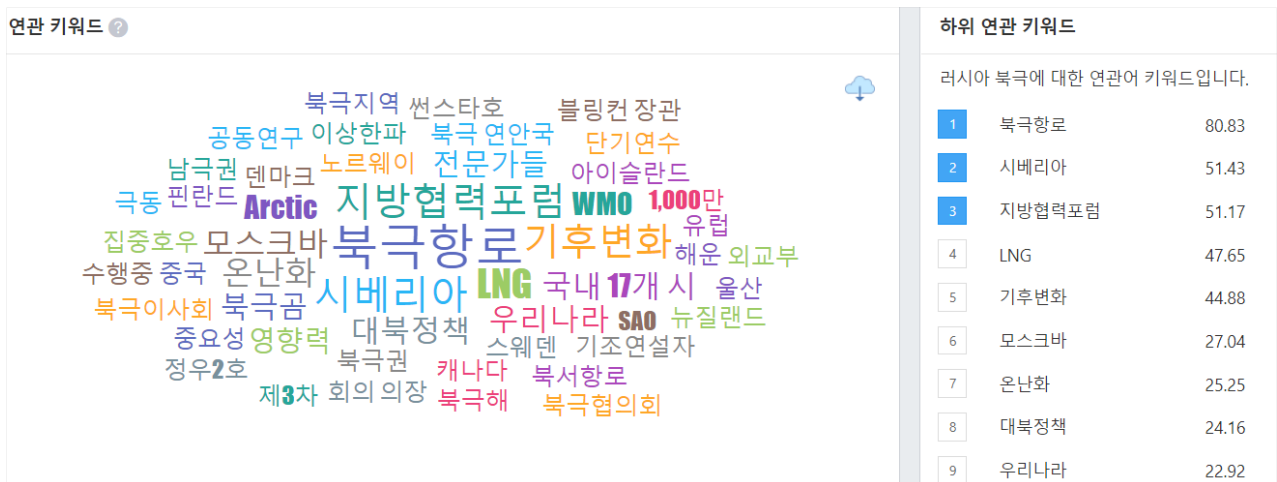 연관 키워드 ?
북극지역 썬스타호 블링컨 장관
공동연구 이상한파 북극 연안국 단기연수
남극권 덴마크 노르웨이 전문가들 아이슬란드
극동 핀란드 Arctic 지방협력포럼 WMO 1,000만
유럽
집중호우 모스크바 북극항로 기후변화 해운 외교부
수행중 중국 온난화 시베리아 LNG 국내 17개 시 울산
북극이사회 북극곰 우리나라 SAO 뉴질랜드
중요성 영향력 대북정책 스웨덴 기조연설자
정우2호 북극권 캐나다 북서항로
제3차 회의 의장 북극해 북극협의회
하위 연관 키워드
러시아 북극에 대한 연관어 키워드입니다.
1 북극항로 80.83
2 시베리아 51.43
3 지방협력포럼 51.17
4 LNG 47.65
5 기후변화 44.88
6 모스크바 27.04
7 온난화 25.25
8 대북정책 24.16
9 우리나라 22.92